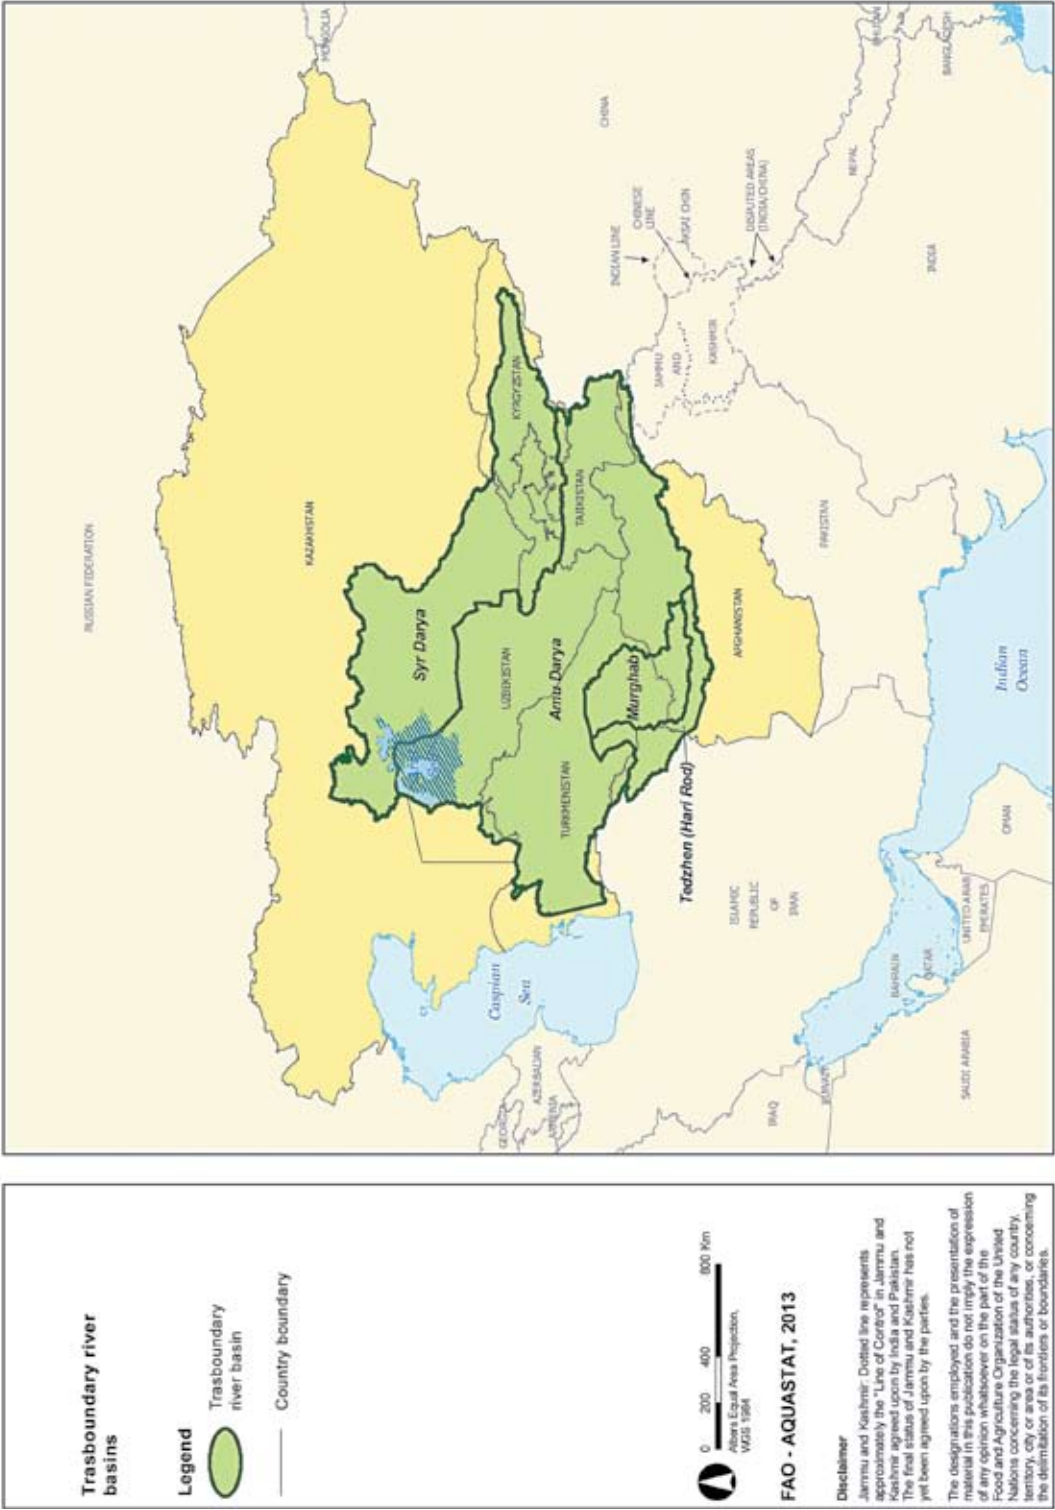 Trasboundary river
basins
Legend
Trasboundary
river basin
Country boundary
0 200 400 800 Km
Albers Equal Area Projection,
WGS 1984
FAO - AQUASTAT, 2013
Disclaimer
Jammu and Kashmir: Dotted line represents
approximately the "Line of Control" in Jammu and
Kashmir agreed upon by India and Pakistan.
The final status of Jammu and Kashmir has not
yet been agreed upon by the parties.
The designations employed and the presentation of
material in this publication do not imply the expression
of any opinion whatsoever on the part of the
Food and Agriculture Organization of the United
Nations concerning the legal status of any country,
territory, city or area or of its authorities, or concerning
the delimitation of its frontiers or boundaries.
RUSSIAN FEDERATION
MONGOLIA
KAZAKHSTAN
CHINA
Syr Darya
KYRGYZSTAN
UZBEKISTAN
Amu Darya
TAJIKISTAN
TURKMENISTAN
Murghab
Caspian
Sea
GEORGIA
AZERBAIJAN
ARMENIA
INDIAN LINE
CHINESE
LINE
AKSAI CHIN
JAMMU
AND
KASHMIR
DISPUTED AREAS
(INDIA/CHINA)
Tedzhen (Hari Rod)
AFGHANISTAN
ISLAMIC
REPUBLIC
OF
IRAN
IRAQ
KUWAIT
PAKISTAN
NEPAL
BHUTAN
BANGLADESH
INDIA
BAHRAIN
QATAR
UNITED ARAB
EMIRATES
SAUDI ARABIA
OMAN
Indian
Ocean